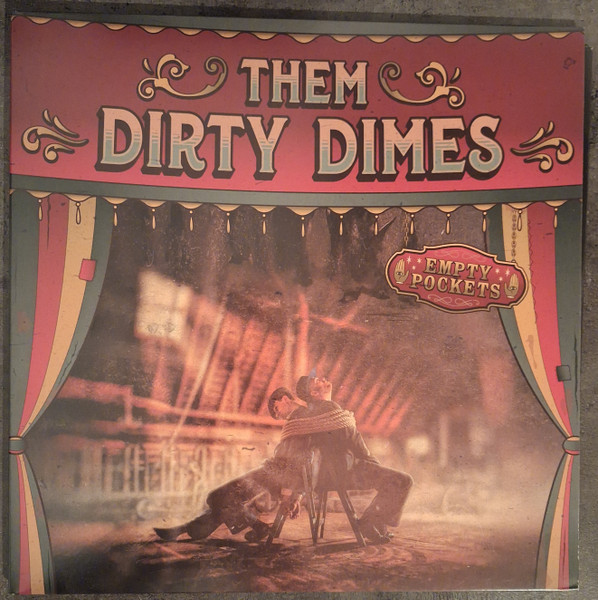 THEM
DIRTY DIMES
EMPTY
POCKETS